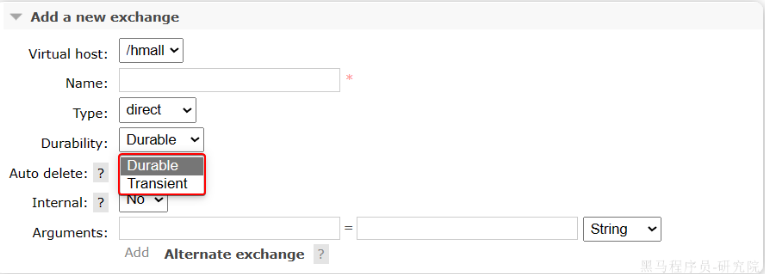 Add a new exchange
Virtual host: /hmall
Name: *
Type: direct
Durability: Durable
Durable
Auto delete: ?
Transient
Internal: ? No
Arguments: = String
Add Alternate exchange ?
黑马程序员-研究院